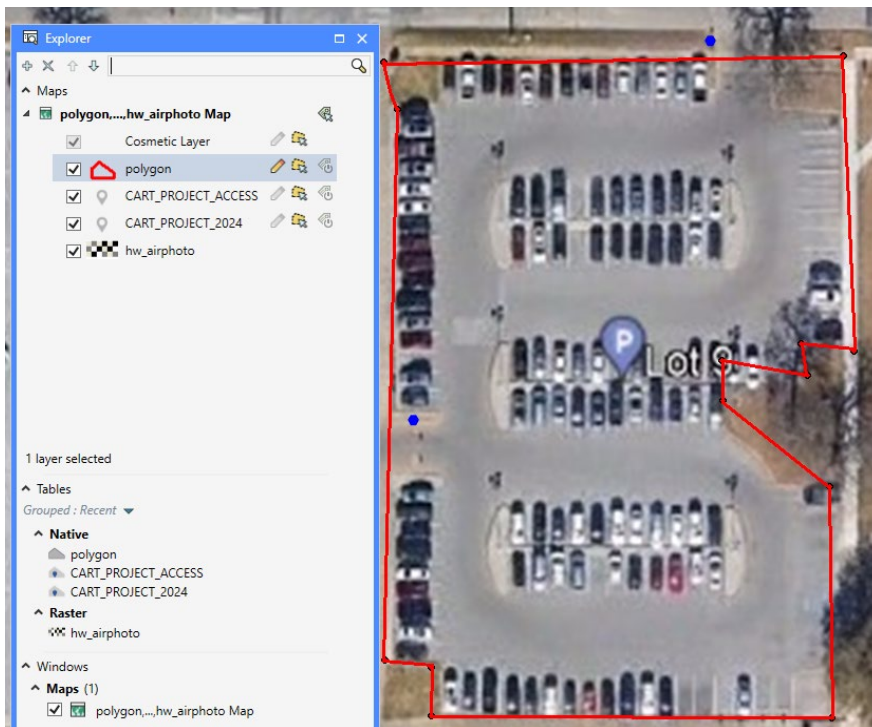 Explorer
Maps
polygon,...,hw_airphoto Map
Cosmetic Layer
polygon
CART_PROJECT_ACCESS
CART_PROJECT_2024
hw_airphoto
1 layer selected
Tables
Grouped : Recent
Native
polygon
CART_PROJECT_ACCESS
CART_PROJECT_2024
Raster
hw_airphoto
Windows
Maps (1)
polygon,...,hw_airphoto Map
P
Lot 9